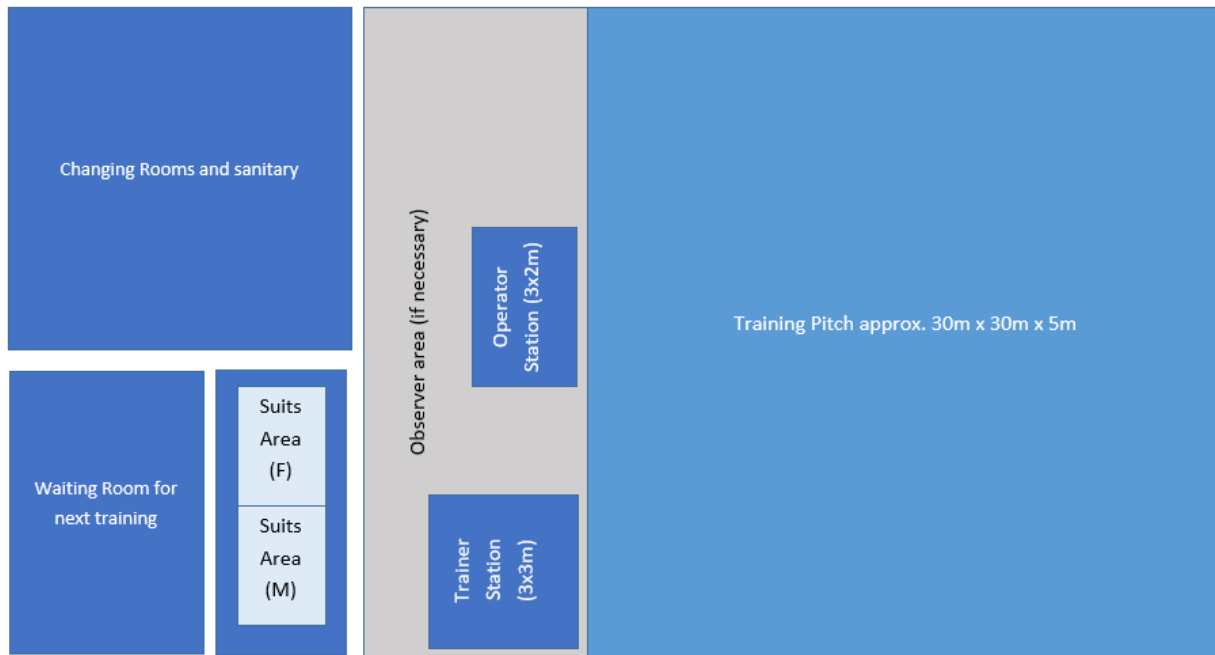 Changing Rooms and sanitary
Waiting Room for
next training
Suits
Area
(F)
Suits
Area
(M)
Observer area (if necessary)
Operator
Station (3x2m)
Trainer
Station
(3x3m)
Training Pitch approx. 30m x 30m x 5m